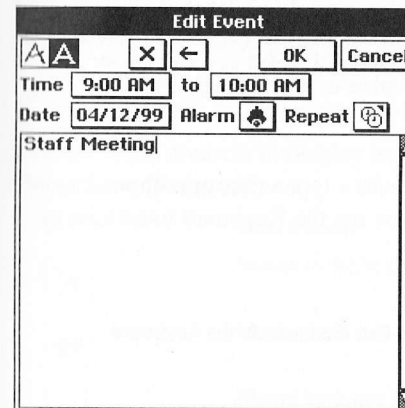 Edit Event
A A X ← OK Cancel
Time 9:00 AM to 10:00 AM
Date 04/12/99 Alarm Repeat
Staff Meeting